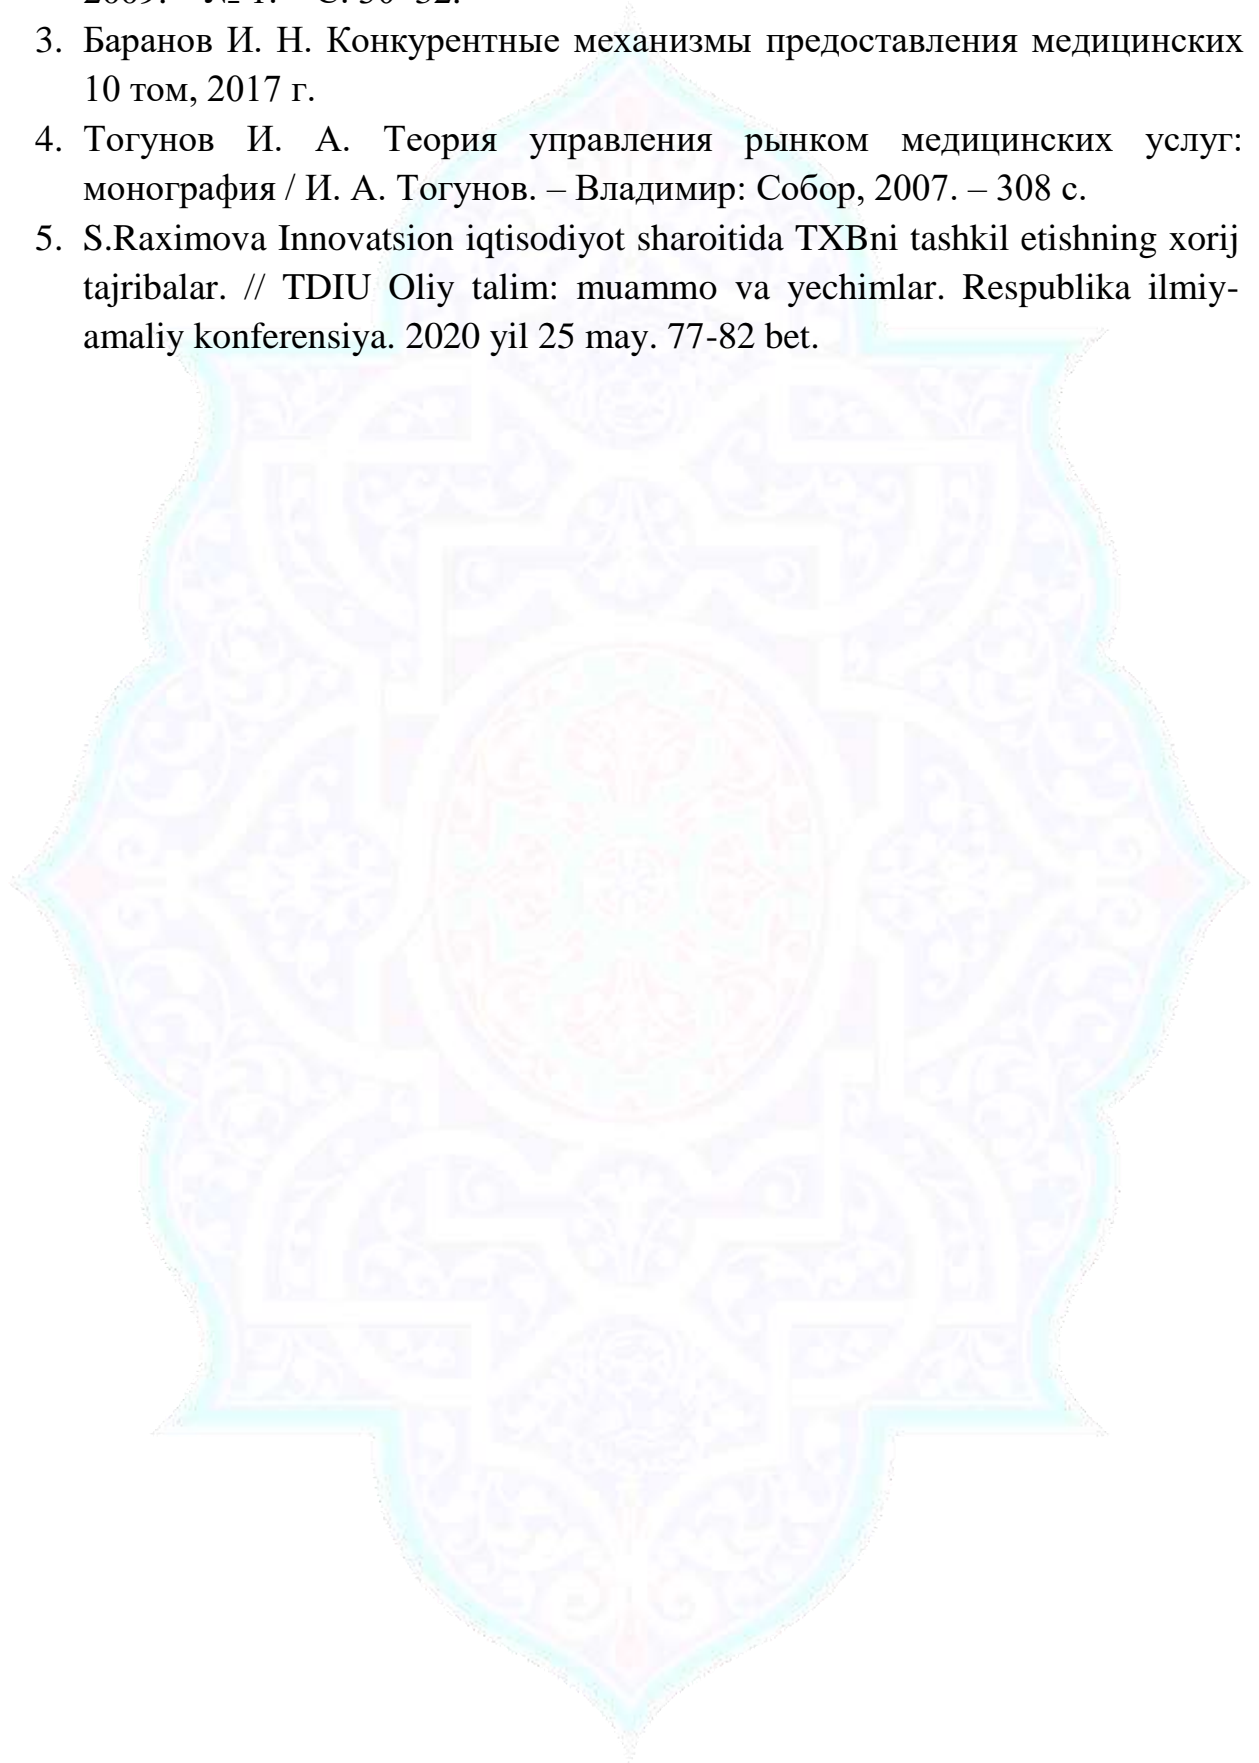 3. Баранов И. Н. Конкурентные механизмы предоставления медицинских
10 том, 2017 г.
4. Тогунов И. А. Теория управления рынком медицинских услуг:
монография / И. А. Тогунов. – Владимир: Собор, 2007. – 308 с.
5. S.Raximova Innovatsion iqtisodiyot sharoitida TXBni tashkil etishning xorij
tajribalar. // TDIU Oliy talim: muammo va yechimlar. Respublika ilmiy-
amaliy konferensiya. 2020 yil 25 may. 77-82 bet.